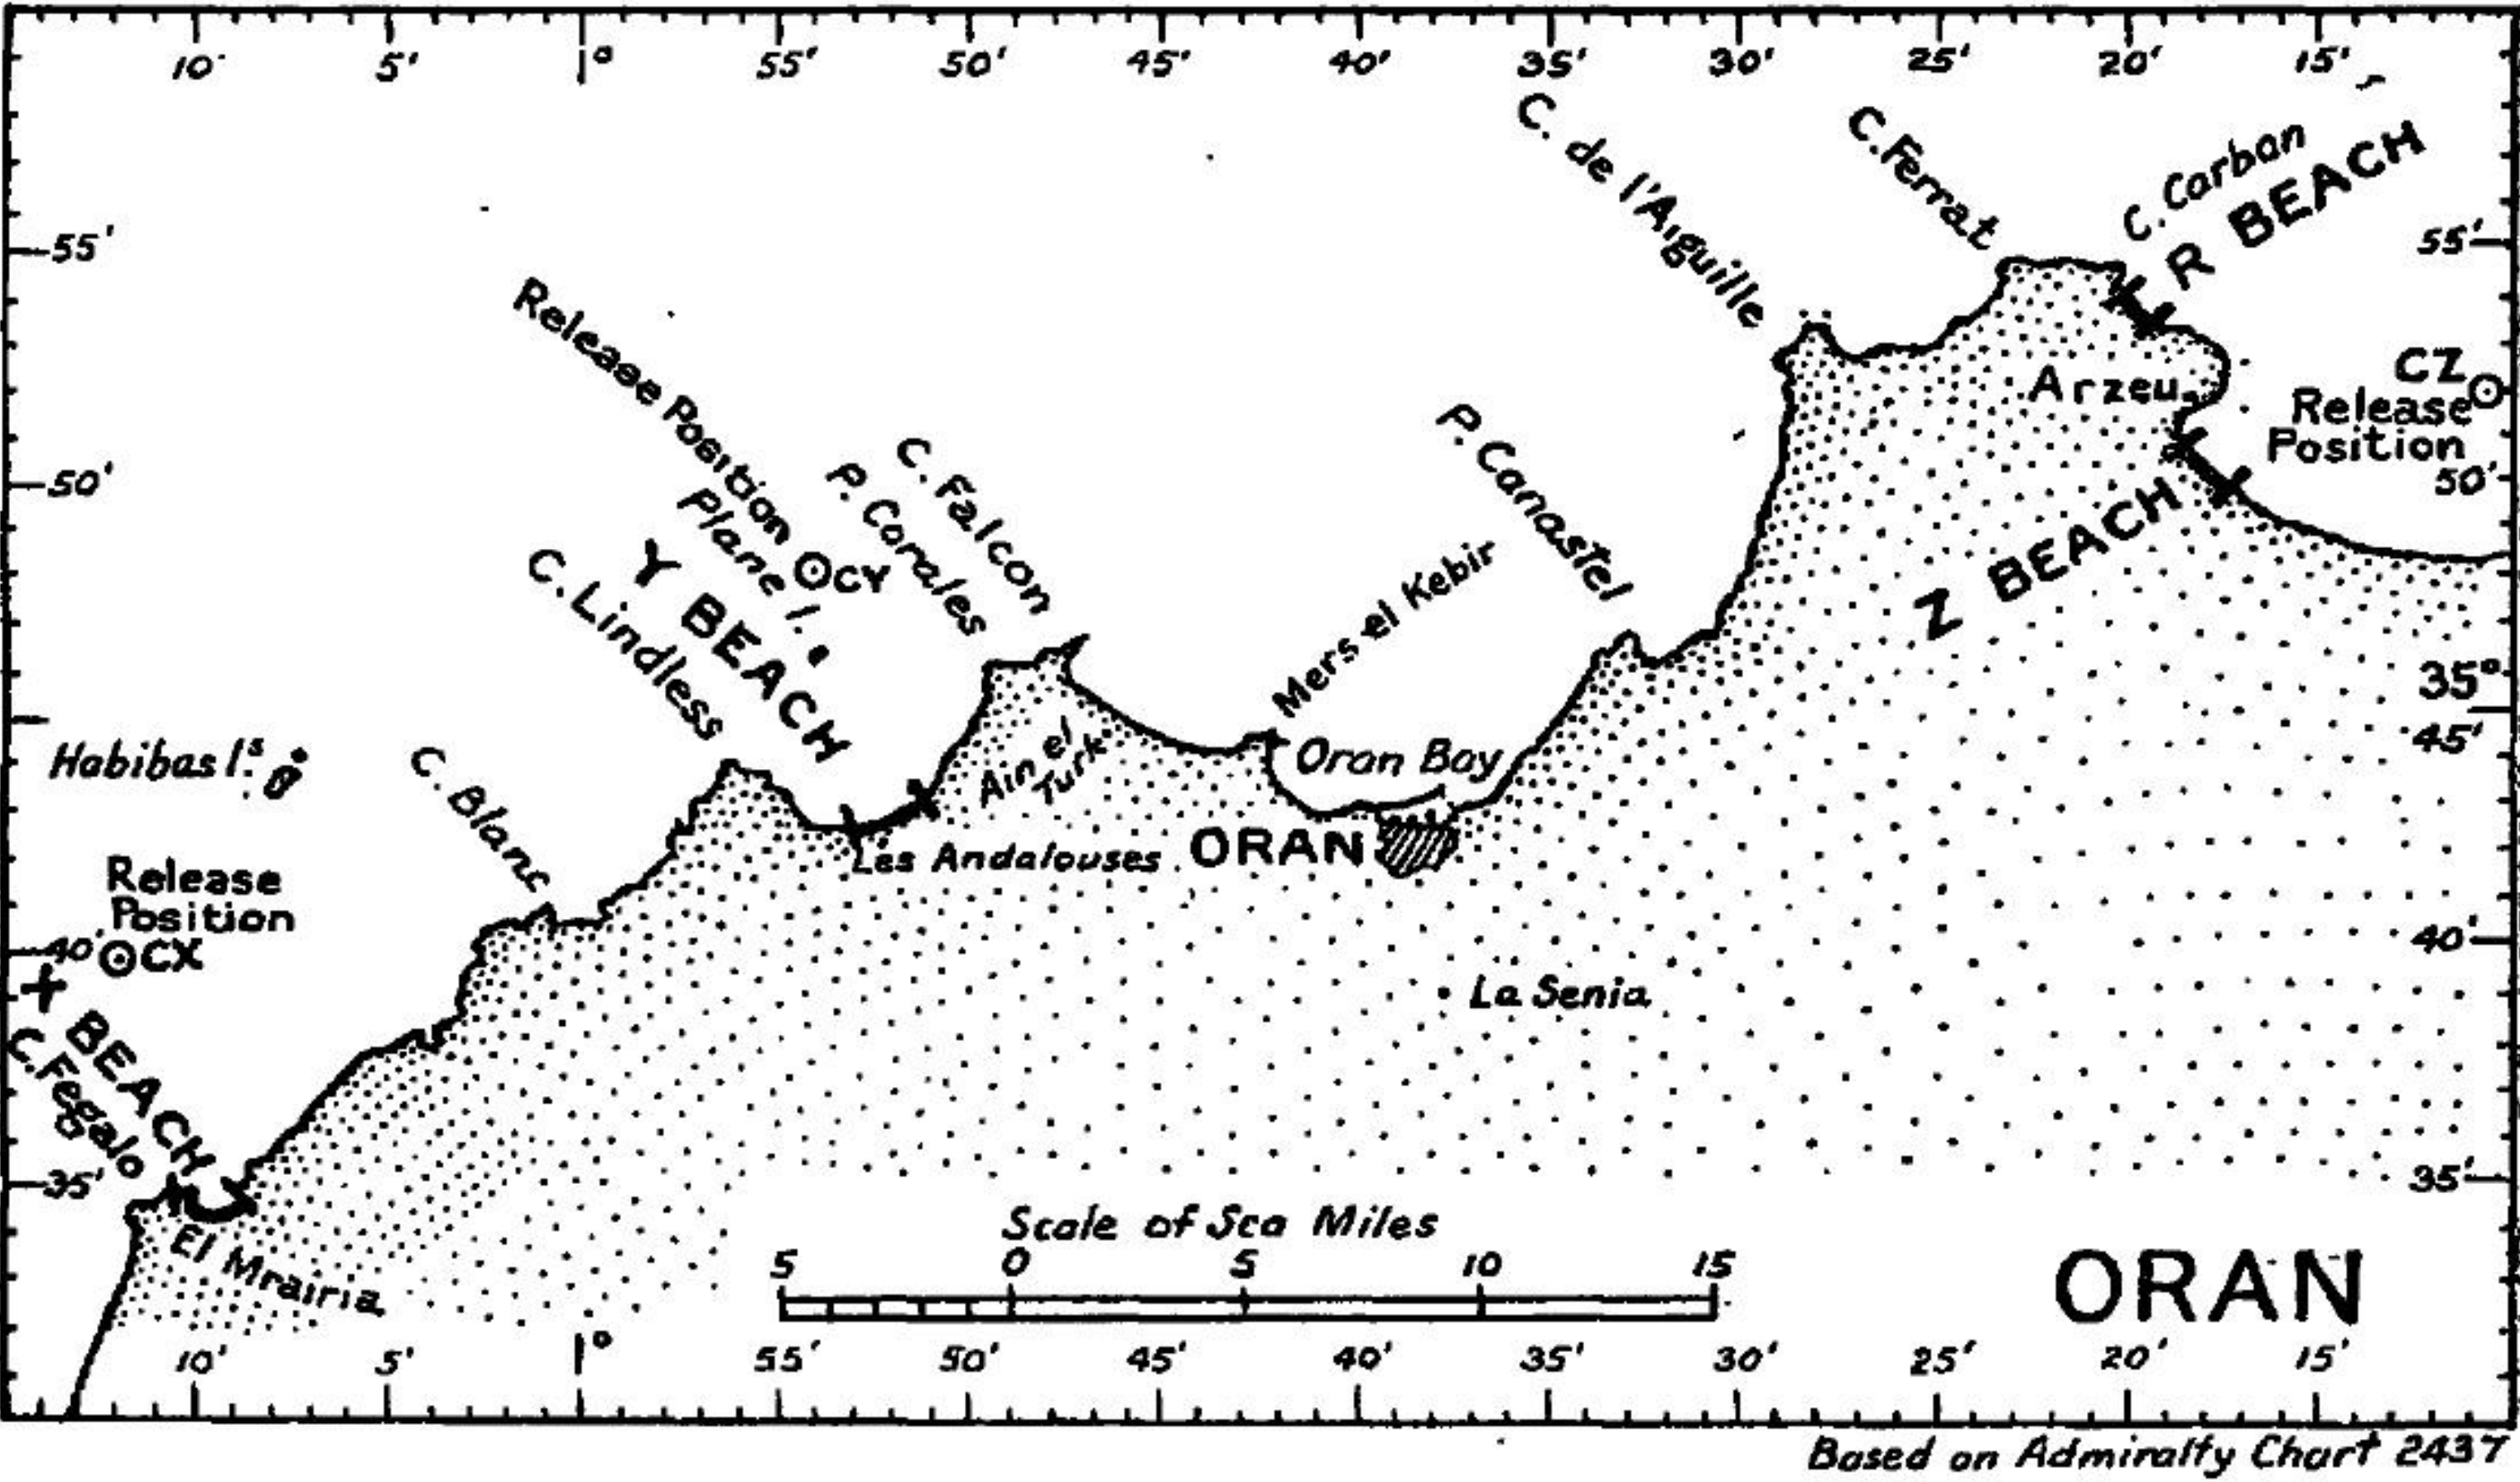 10' 5' 1° 55' 50' 45' 40' 35' 30' 25' 20' 15'
C. de l'Aiguille
C. Ferrat
C. Carbon
R BEACH
55'
55'
Release Position
CY
Plane I.
P. Corales
C. Falcon
Y BEACH
C. Lindless
P. Canastel
Mers el Kebir
Arzeu
CZ
Release
Position
50'
50'
Z BEACH
35°
45'
Habibas Is.
C. Blanc
Ain el
Turk
Oran Bay
Les Andalouses
ORAN
Release
Position
40'
CX
40'
X BEACH
C. Fegalo
La Senia
35'
35'
El Mrairia
Scale of Sea Miles
5 0 5 10 15
ORAN
10' 5' 1° 55' 50' 45' 40' 35' 30' 25' 20' 15'
Based on Admiralty Chart 2437